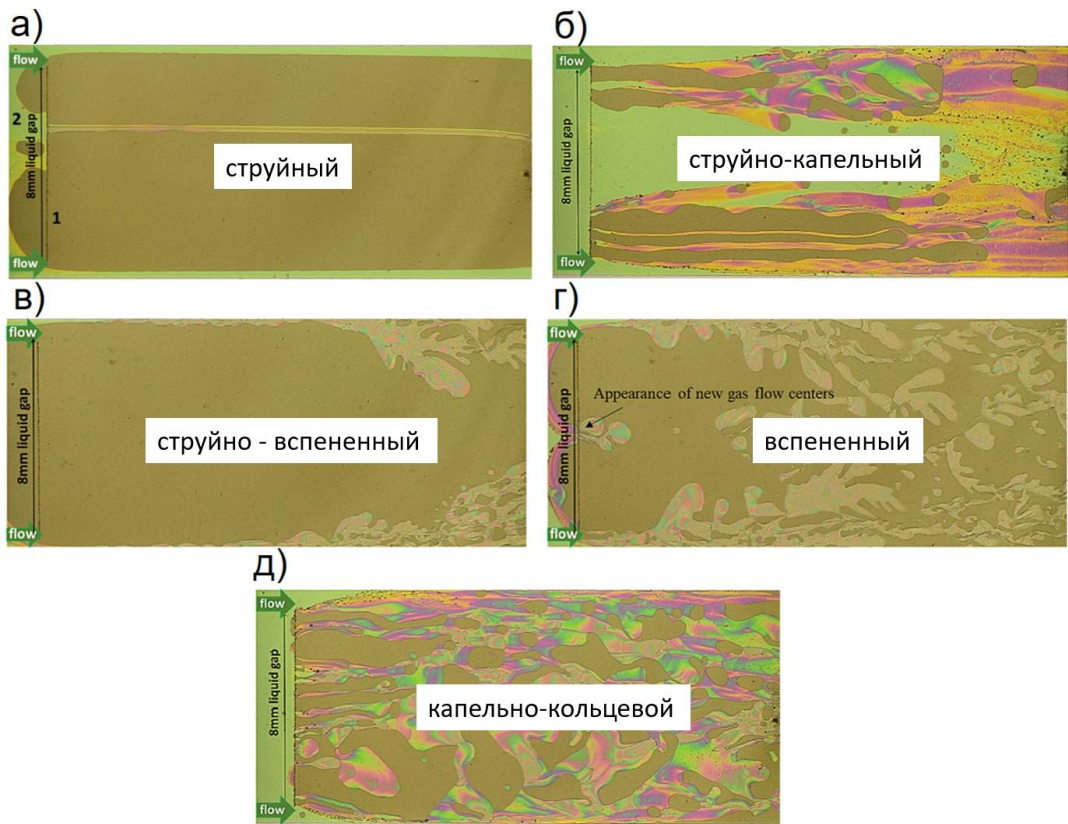 а)
flow
2
8mm liquid gap
струйный
1
flow
б)
flow
8mm liquid gap
струйно-капельный
flow
в)
flow
8mm liquid gap
струйно - вспененный
flow
г)
flow
Appearance of new gas flow centers
8mm liquid gap
вспененный
flow
д)
flow
8mm liquid gap
капельно-кольцевой
flow